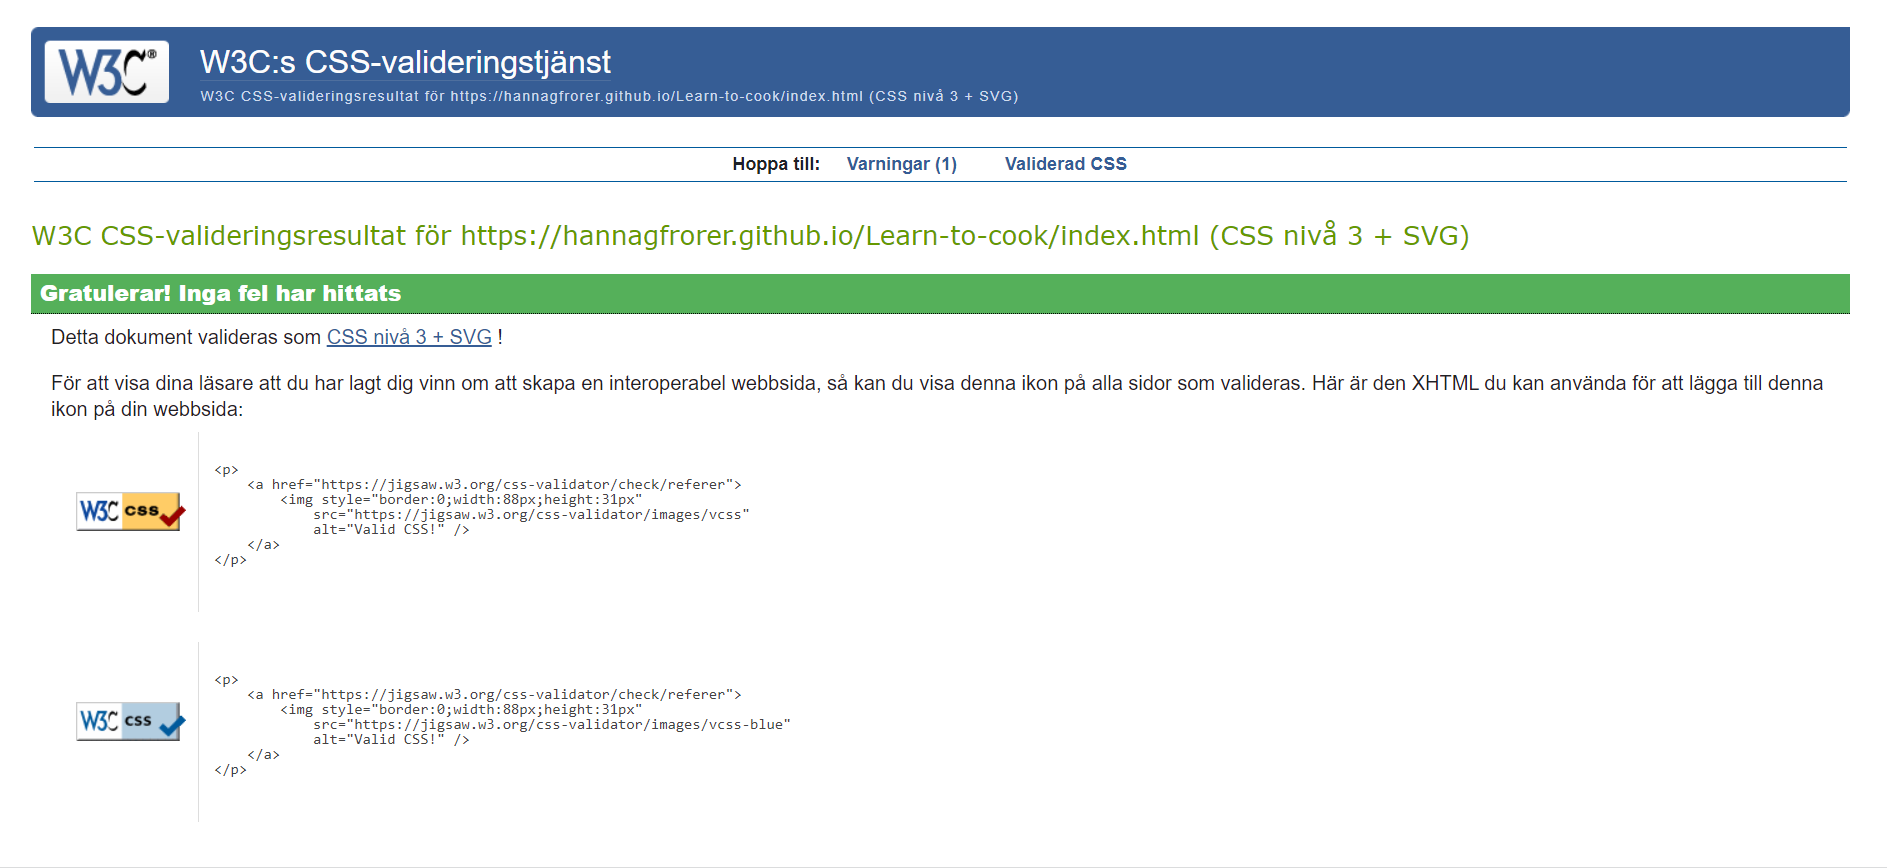 W3C®
W3C:s CSS-valideringstjänst
W3C CSS-valideringsresultat för https://hannagfrorer.github.io/Learn-to-cook/index.html (CSS nivå 3 + SVG)
Hoppa till: Varningar (1) Validerad CSS
W3C CSS-valideringsresultat för https://hannagfrorer.github.io/Learn-to-cook/index.html (CSS nivå 3 + SVG)
Gratulerar! Inga fel har hittats
Detta dokument valideras som CSS nivå 3 + SVG !
För att visa dina läsare att du har lagt dig vinn om att skapa en interoperabel webbsida, så kan du visa denna ikon på alla sidor som valideras. Här är den XHTML du kan använda för att lägga till denna
ikon på din webbsida:
W3C css
<p>
    <a href="https://jigsaw.w3.org/css-validator/check/referer">
        <img style="border:0;width:88px;height:31px"
            src="https://jigsaw.w3.org/css-validator/images/vcss"
            alt="Valid CSS!" />
    </a>
</p>
W3C css
<p>
    <a href="https://jigsaw.w3.org/css-validator/check/referer">
        <img style="border:0;width:88px;height:31px"
            src="https://jigsaw.w3.org/css-validator/images/vcss-blue"
            alt="Valid CSS!" />
    </a>
</p>